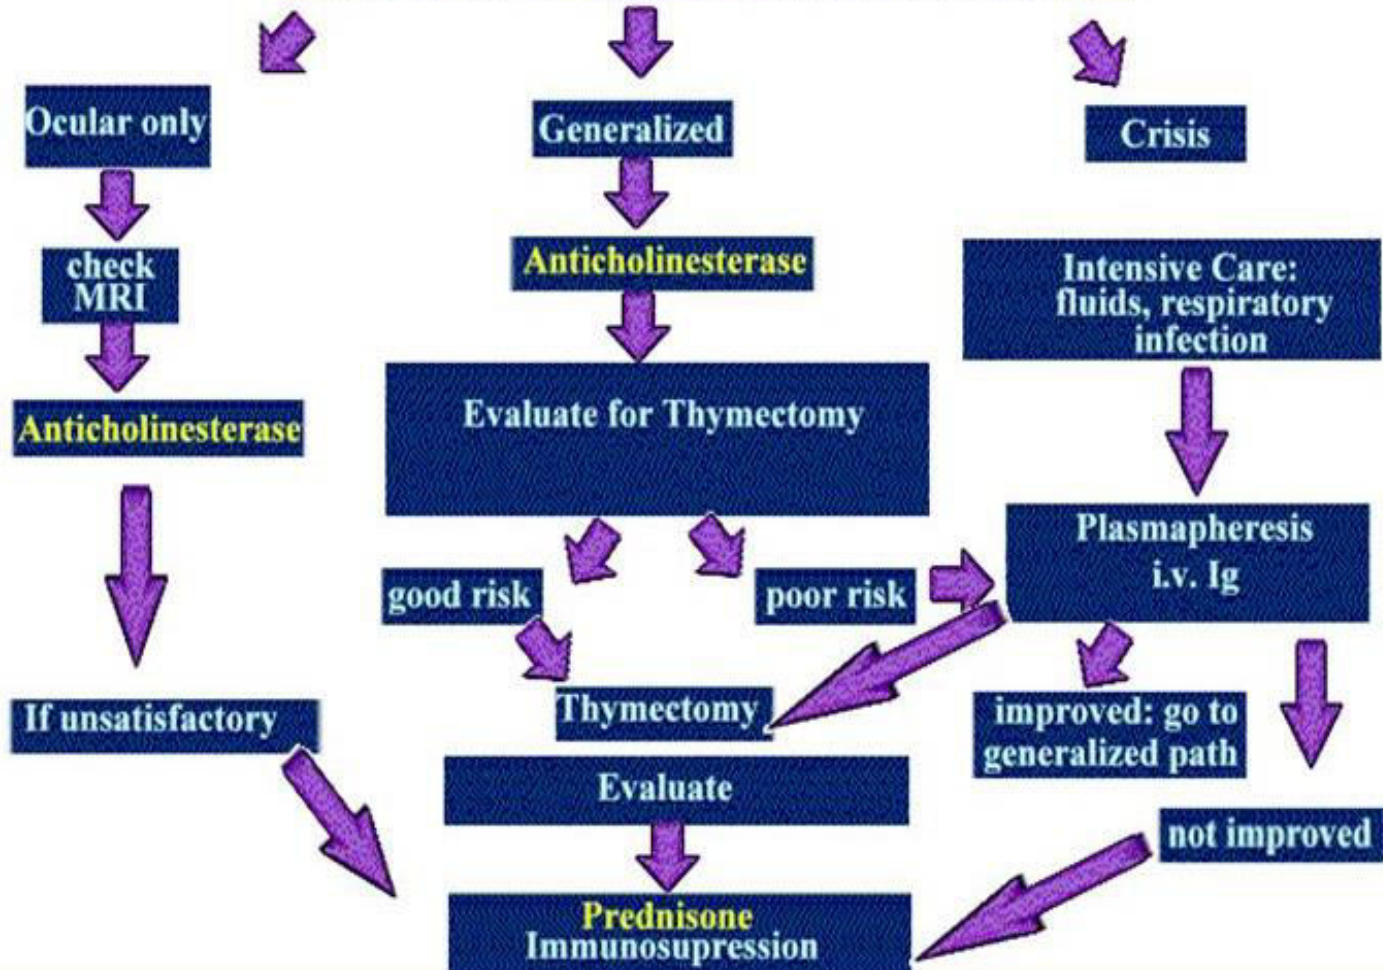 Ocular only
Generalized
Crisis
check
MRI
Anticholinesterase
Intensive Care:
fluids, respiratory
infection
Anticholinesterase
Evaluate for Thymectomy
Plasmapheresis
i.v. Ig
good risk
poor risk
If unsatisfactory
Thymectomy
improved: go to
generalized path
Evaluate
not improved
Prednisone
Immunosupression